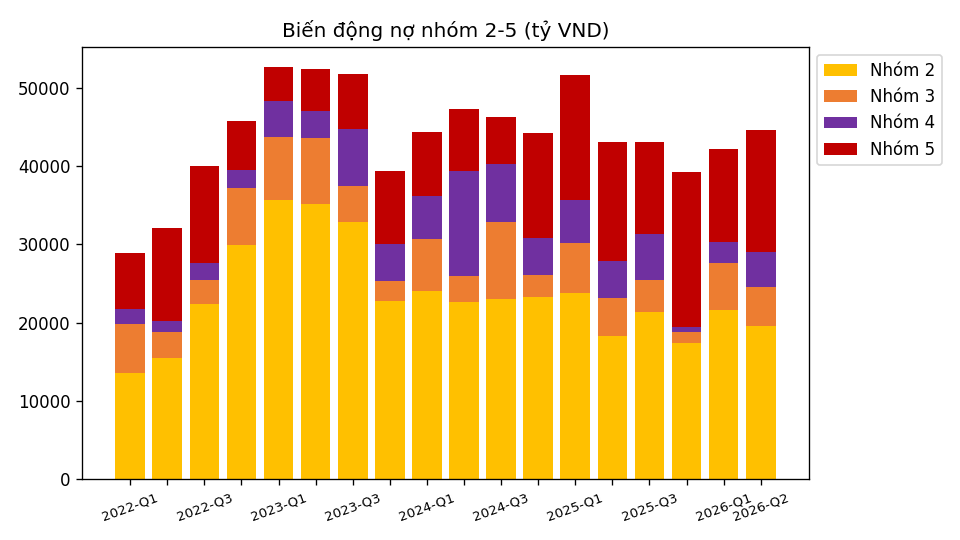 Biến động nợ nhóm 2-5 (tỷ VND)
50000
40000
30000
20000
10000
0
2022-Q1
2022-Q3
2023-Q1
2023-Q3
2024-Q1
2024-Q3
2025-Q1
2025-Q3
2026-Q1
2026-Q2
Nhóm 2
Nhóm 3
Nhóm 4
Nhóm 5